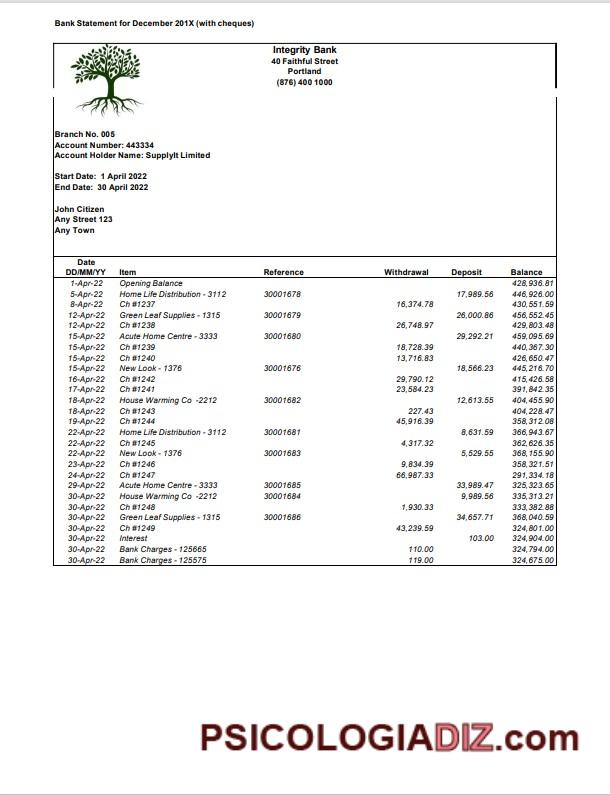 Bank Statement for December 201X (with cheques)
Integrity Bank
40 Faithful Street
Portland
(876) 400 1000
Branch No. 005
Account Number: 443334
Account Holder Name: SupplyIt Limited
Start Date: 1 April 2022
End Date: 30 April 2022
John Citizen
Any Street 123
Any Town
Date
DD/MM/YY Item Reference Withdrawal Deposit Balance
1-Apr-22 Opening Balance 428,936.81
5-Apr-22 Home Life Distribution - 3112 30001678 17,989.56 446,926.00
8-Apr-22 Ch #1237 16,374.78 430,551.59
12-Apr-22 Green Leaf Supplies - 1315 30001679 26,000.86 456,552.45
12-Apr-22 Ch #1238 26,748.97 429,803.48
15-Apr-22 Acute Home Centre - 3333 30001680 29,292.21 459,095.69
15-Apr-22 Ch #1239 18,728.39 440,367.30
15-Apr-22 Ch #1240 13,716.83 426,650.47
15-Apr-22 New Look - 1376 30001676 18,566.23 445,216.70
16-Apr-22 Ch #1242 29,790.12 415,426.58
17-Apr-22 Ch #1241 23,584.23 391,842.35
18-Apr-22 House Warming Co -2212 30001682 12,613.55 404,455.90
18-Apr-22 Ch #1243 227.43 404,228.47
19-Apr-22 Ch #1244 45,916.39 358,312.08
22-Apr-22 Home Life Distribution - 3112 30001681 8,631.59 366,943.67
22-Apr-22 Ch #1245 4,317.32 362,626.35
22-Apr-22 New Look - 1376 30001683 5,529.55 368,155.90
23-Apr-22 Ch #1246 9,834.39 358,321.51
24-Apr-22 Ch #1247 66,987.33 291,334.18
29-Apr-22 Acute Home Centre - 3333 30001685 33,989.47 325,323.65
30-Apr-22 House Warming Co -2212 30001684 9,989.56 335,313.21
30-Apr-22 Ch #1248 1,930.33 333,382.88
30-Apr-22 Green Leaf Supplies - 1315 30001686 34,657.71 368,040.59
30-Apr-22 Ch #1249 43,239.59 324,801.00
30-Apr-22 Interest 103.00 324,904.00
30-Apr-22 Bank Charges - 125665 110.00 324,794.00
30-Apr-22 Bank Charges - 125575 119.00 324,675.00
PSICOLOGIADIZ.com